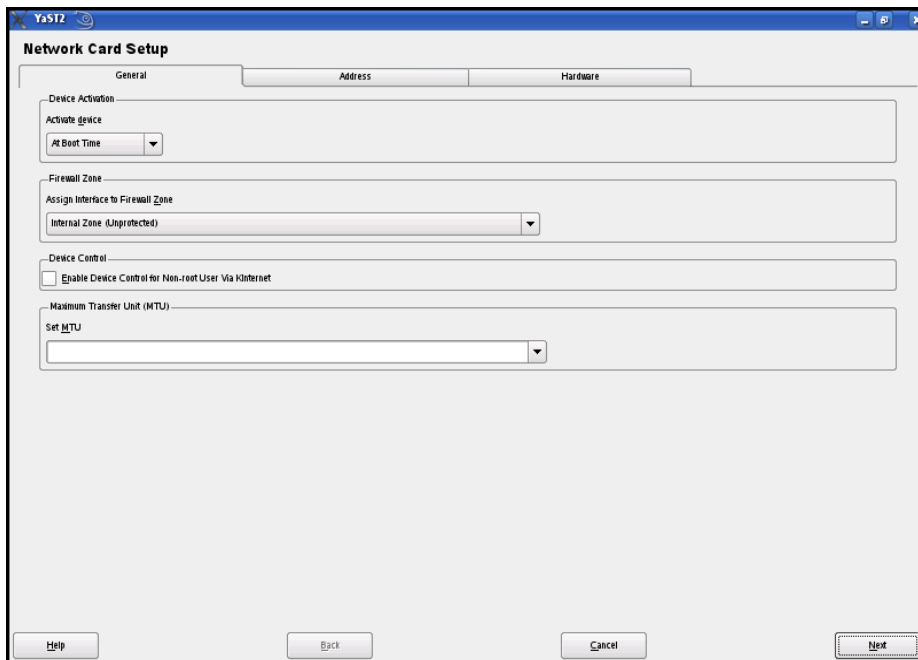 YaST2
Network Card Setup
General Address Hardware
Device Activation
Activate device
At Boot Time
Firewall Zone
Assign Interface to Firewall Zone
Internal Zone (Unprotected)
Device Control
Enable Device Control for Non-root User Via KInternet
Maximum Transfer Unit (MTU)
Set MTU
Help Back Cancel Next